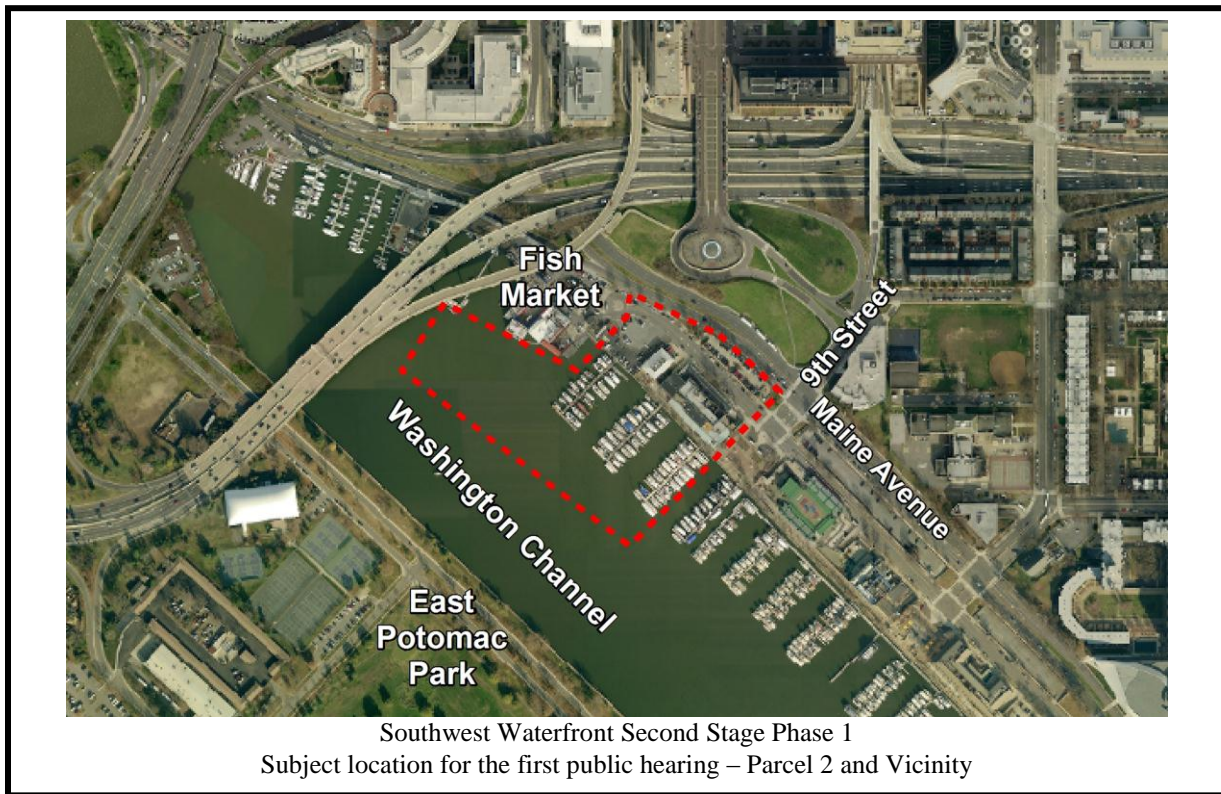 Fish
Market
9th Street
Maine Avenue
Washington Channel
East
Potomac
Park
Southwest Waterfront Second Stage Phase 1
Subject location for the first public hearing – Parcel 2 and Vicinity